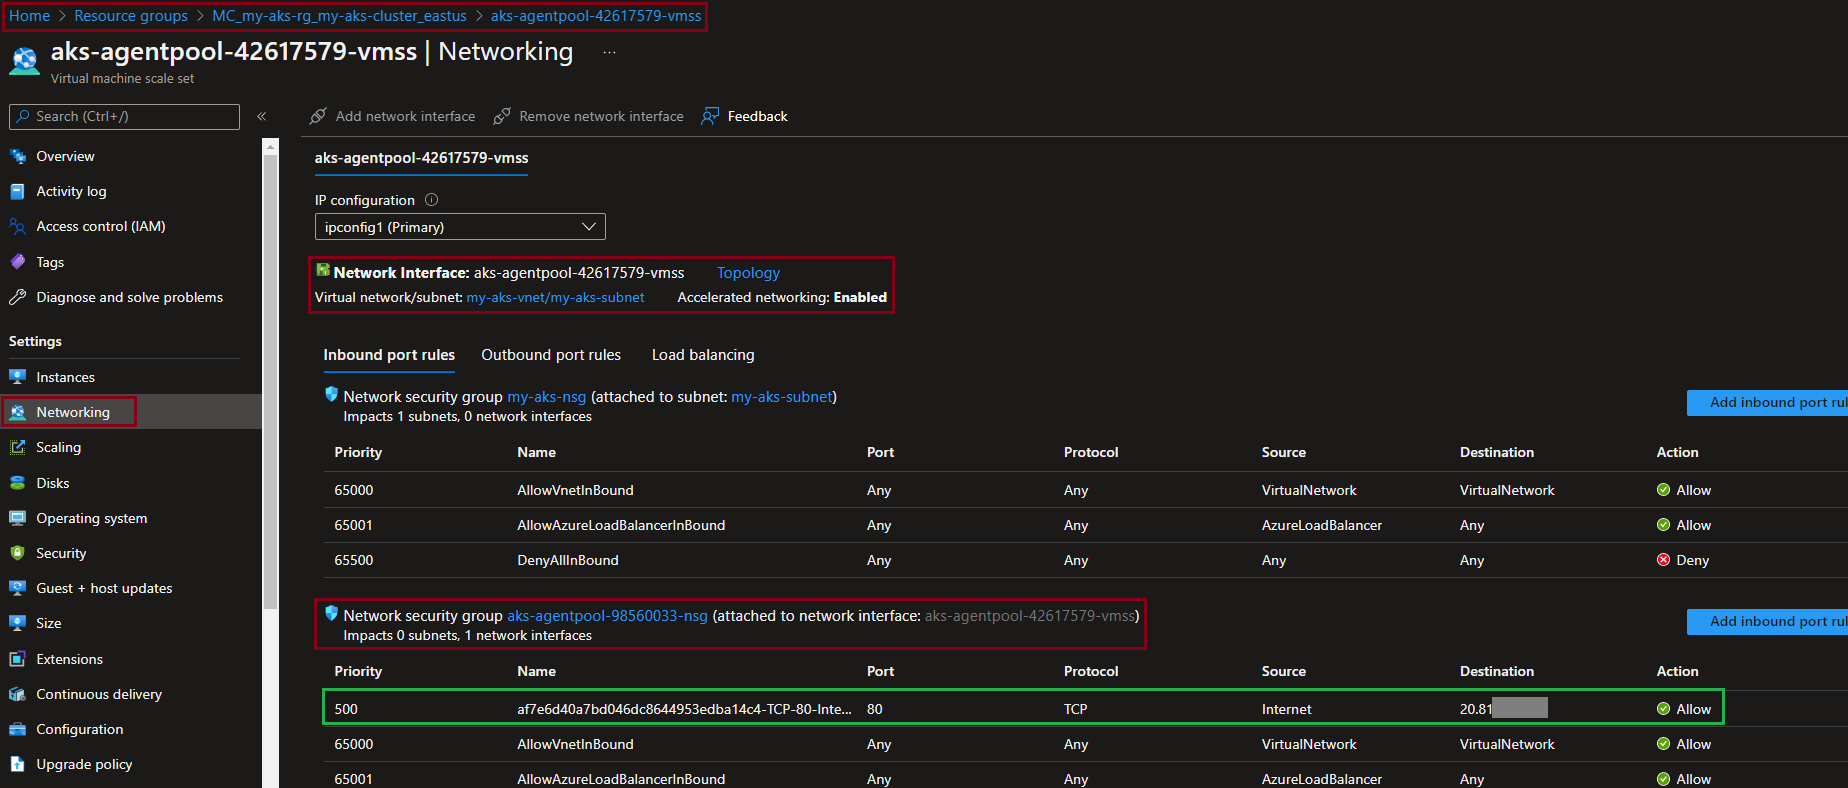 Home > Resource groups > MC_my-aks-rg_my-aks-cluster_eastus > aks-agentpool-42617579-vmss
aks-agentpool-42617579-vmss | Networking ...
Virtual machine scale set
Search (Ctrl+/) «
Add network interface Remove network interface Feedback
Overview
Activity log
Access control (IAM)
Tags
Diagnose and solve problems
Settings
Instances
Networking
Scaling
Disks
Operating system
Security
Guest + host updates
Size
Extensions
Continuous delivery
Configuration
Upgrade policy
aks-agentpool-42617579-vmss
IP configuration
ipconfig1 (Primary)
Network Interface: aks-agentpool-42617579-vmss Topology
Virtual network/subnet: my-aks-vnet/my-aks-subnet Accelerated networking: Enabled
Inbound port rules Outbound port rules Load balancing
Network security group my-aks-nsg (attached to subnet: my-aks-subnet)
Impacts 1 subnets, 0 network interfaces
Add inbound port rul
Priority Name Port Protocol Source Destination Action
65000 AllowVnetInBound Any Any VirtualNetwork VirtualNetwork Allow
65001 AllowAzureLoadBalancerInBound Any Any AzureLoadBalancer Any Allow
65500 DenyAllInBound Any Any Any Any Deny
Network security group aks-agentpool-98560033-nsg (attached to network interface: aks-agentpool-42617579-vmss)
Impacts 0 subnets, 1 network interfaces
Add inbound port rul
Priority Name Port Protocol Source Destination Action
500 af7e6d40a7bd046dc8644953edba14c4-TCP-80-Inte... 80 TCP Internet 20.81 Allow
65000 AllowVnetInBound Any Any VirtualNetwork VirtualNetwork Allow
65001 AllowAzureLoadBalancerInBound Any Any AzureLoadBalancer Any Allow